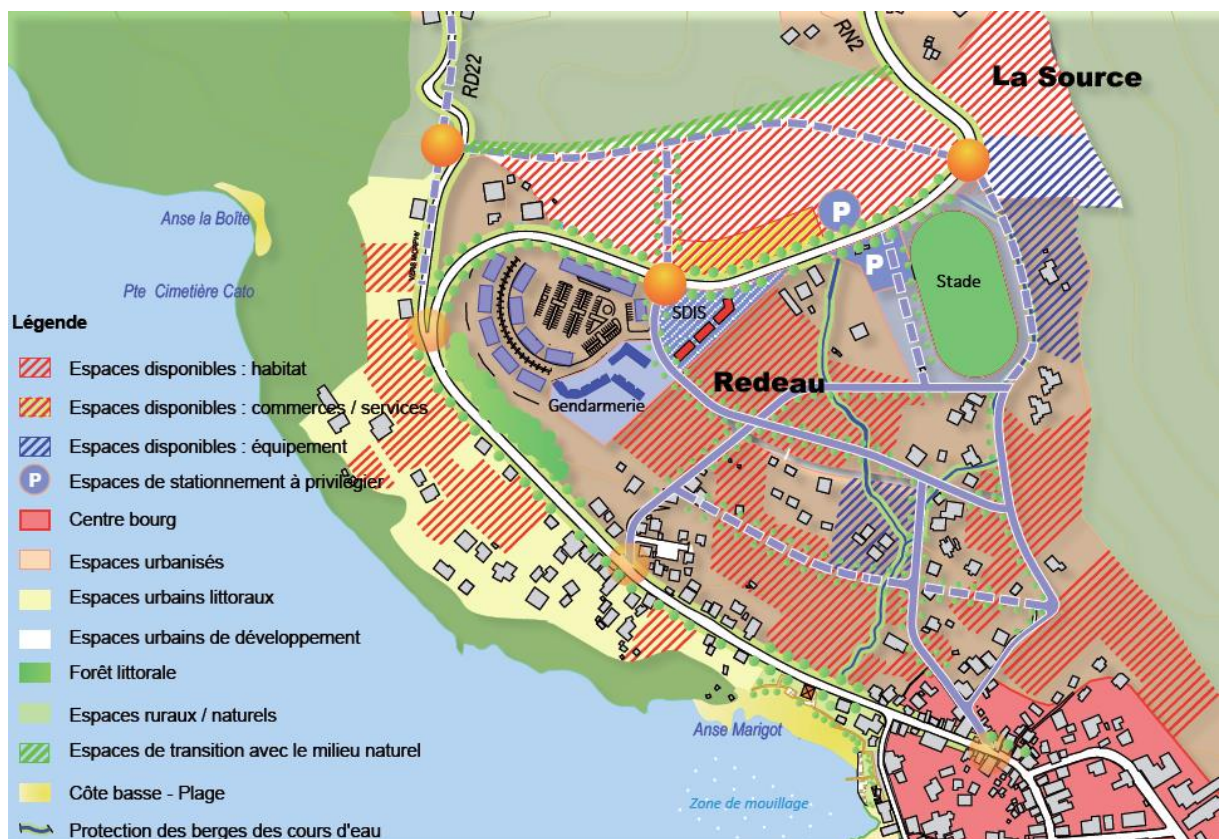 RD22
RN2
La Source
Anse la Boîte
Pte Cimetière Cato
P
P
Stade
SDIS
Redeau
Gendarmerie
Anse Marigot
Zone de mouillage
Légende
Espaces disponibles : habitat
Espaces disponibles : commerces / services
Espaces disponibles : équipement
P Espaces de stationnement à privilégier
Centre bourg
Espaces urbanisés
Espaces urbains littoraux
Espaces urbains de développement
Forêt littorale
Espaces ruraux / naturels
Espaces de transition avec le milieu naturel
Côte basse - Plage
Protection des berges des cours d'eau